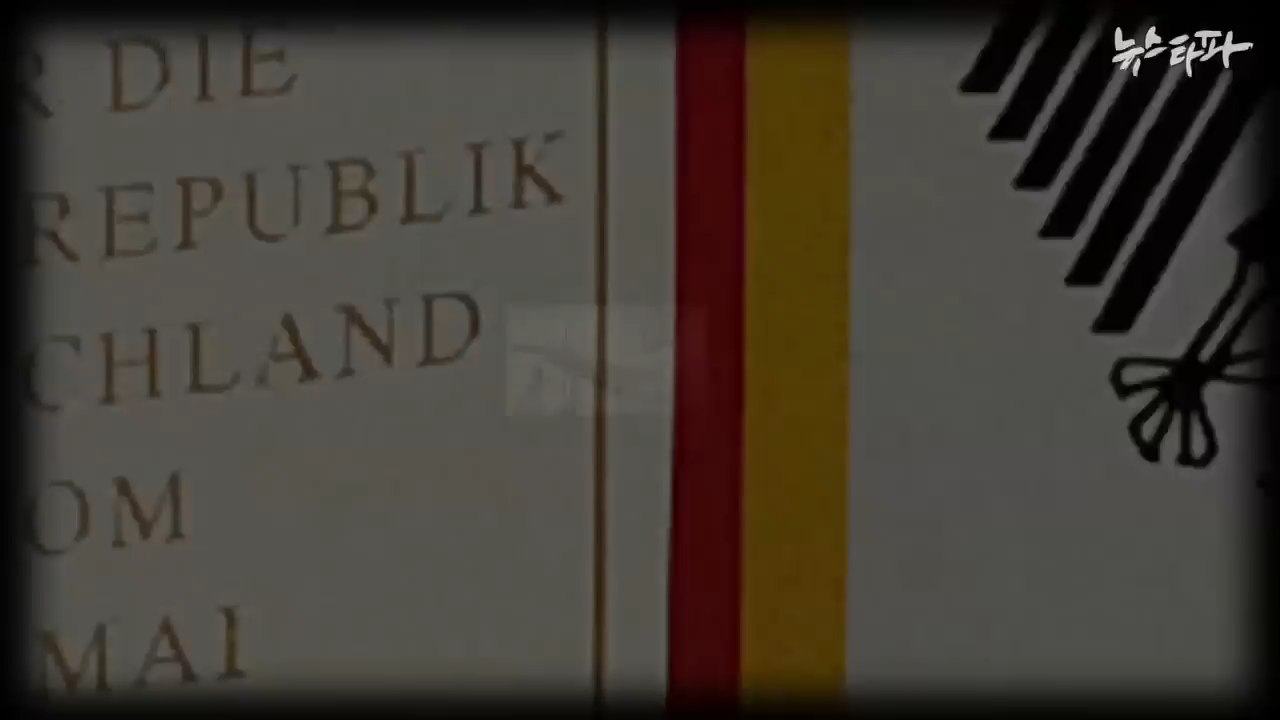 뉴스타파
R DIE
REPUBLIK
CHLAND
OM
MAI